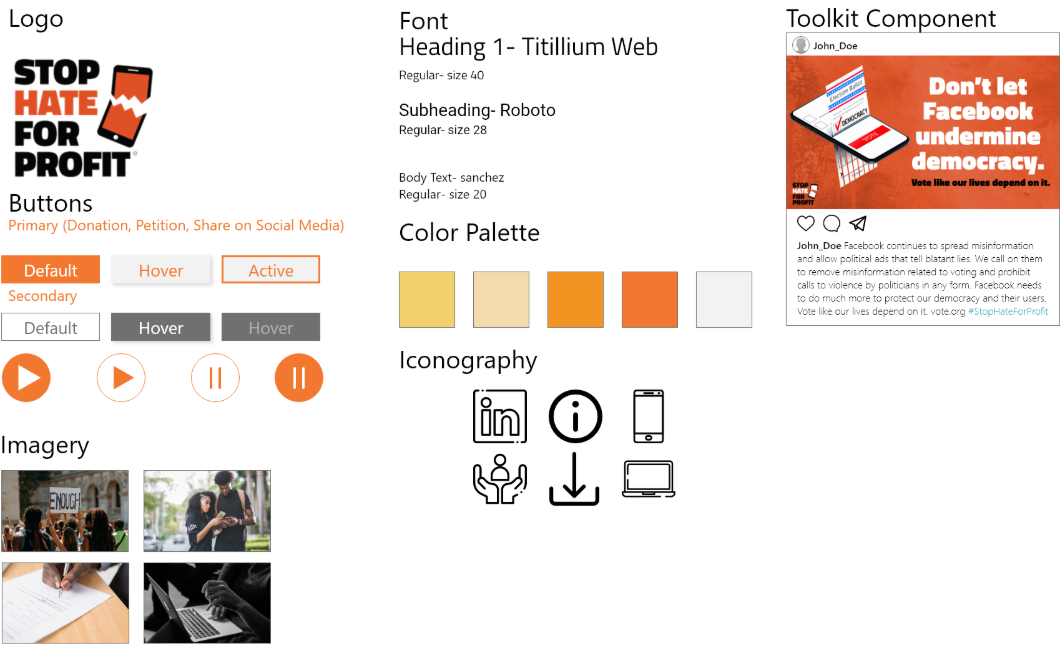 Logo
STOP
HATE
FOR
PROFIT®
Buttons
Primary (Donation, Petition, Share on Social Media)
Default
Hover
Active
Secondary
Default
Hover
Hover
Imagery
ENOUGH
Font
Heading 1- Titillium Web
Regular- size 40
Subheading- Roboto
Regular- size 28
Body Text- sanchez
Regular- size 20
Color Palette
Iconography
in
i
Toolkit Component
John_Doe
Election Ballot
DEMOCRACY
VOTE
Don't let
Facebook
undermine
democracy.
Vote like our lives depend on it.
STOP
HATE
FOR
PROFIT
John_Doe Facebook continues to spread misinformation
and allow political ads that tell blatant lies. We call on them
to remove misinformation related to voting and prohibit
calls to violence by politicians in any form. Facebook needs
to do much more to protect our democracy and their users.
Vote like our lives depend on it. vote.org #StopHateForProfit